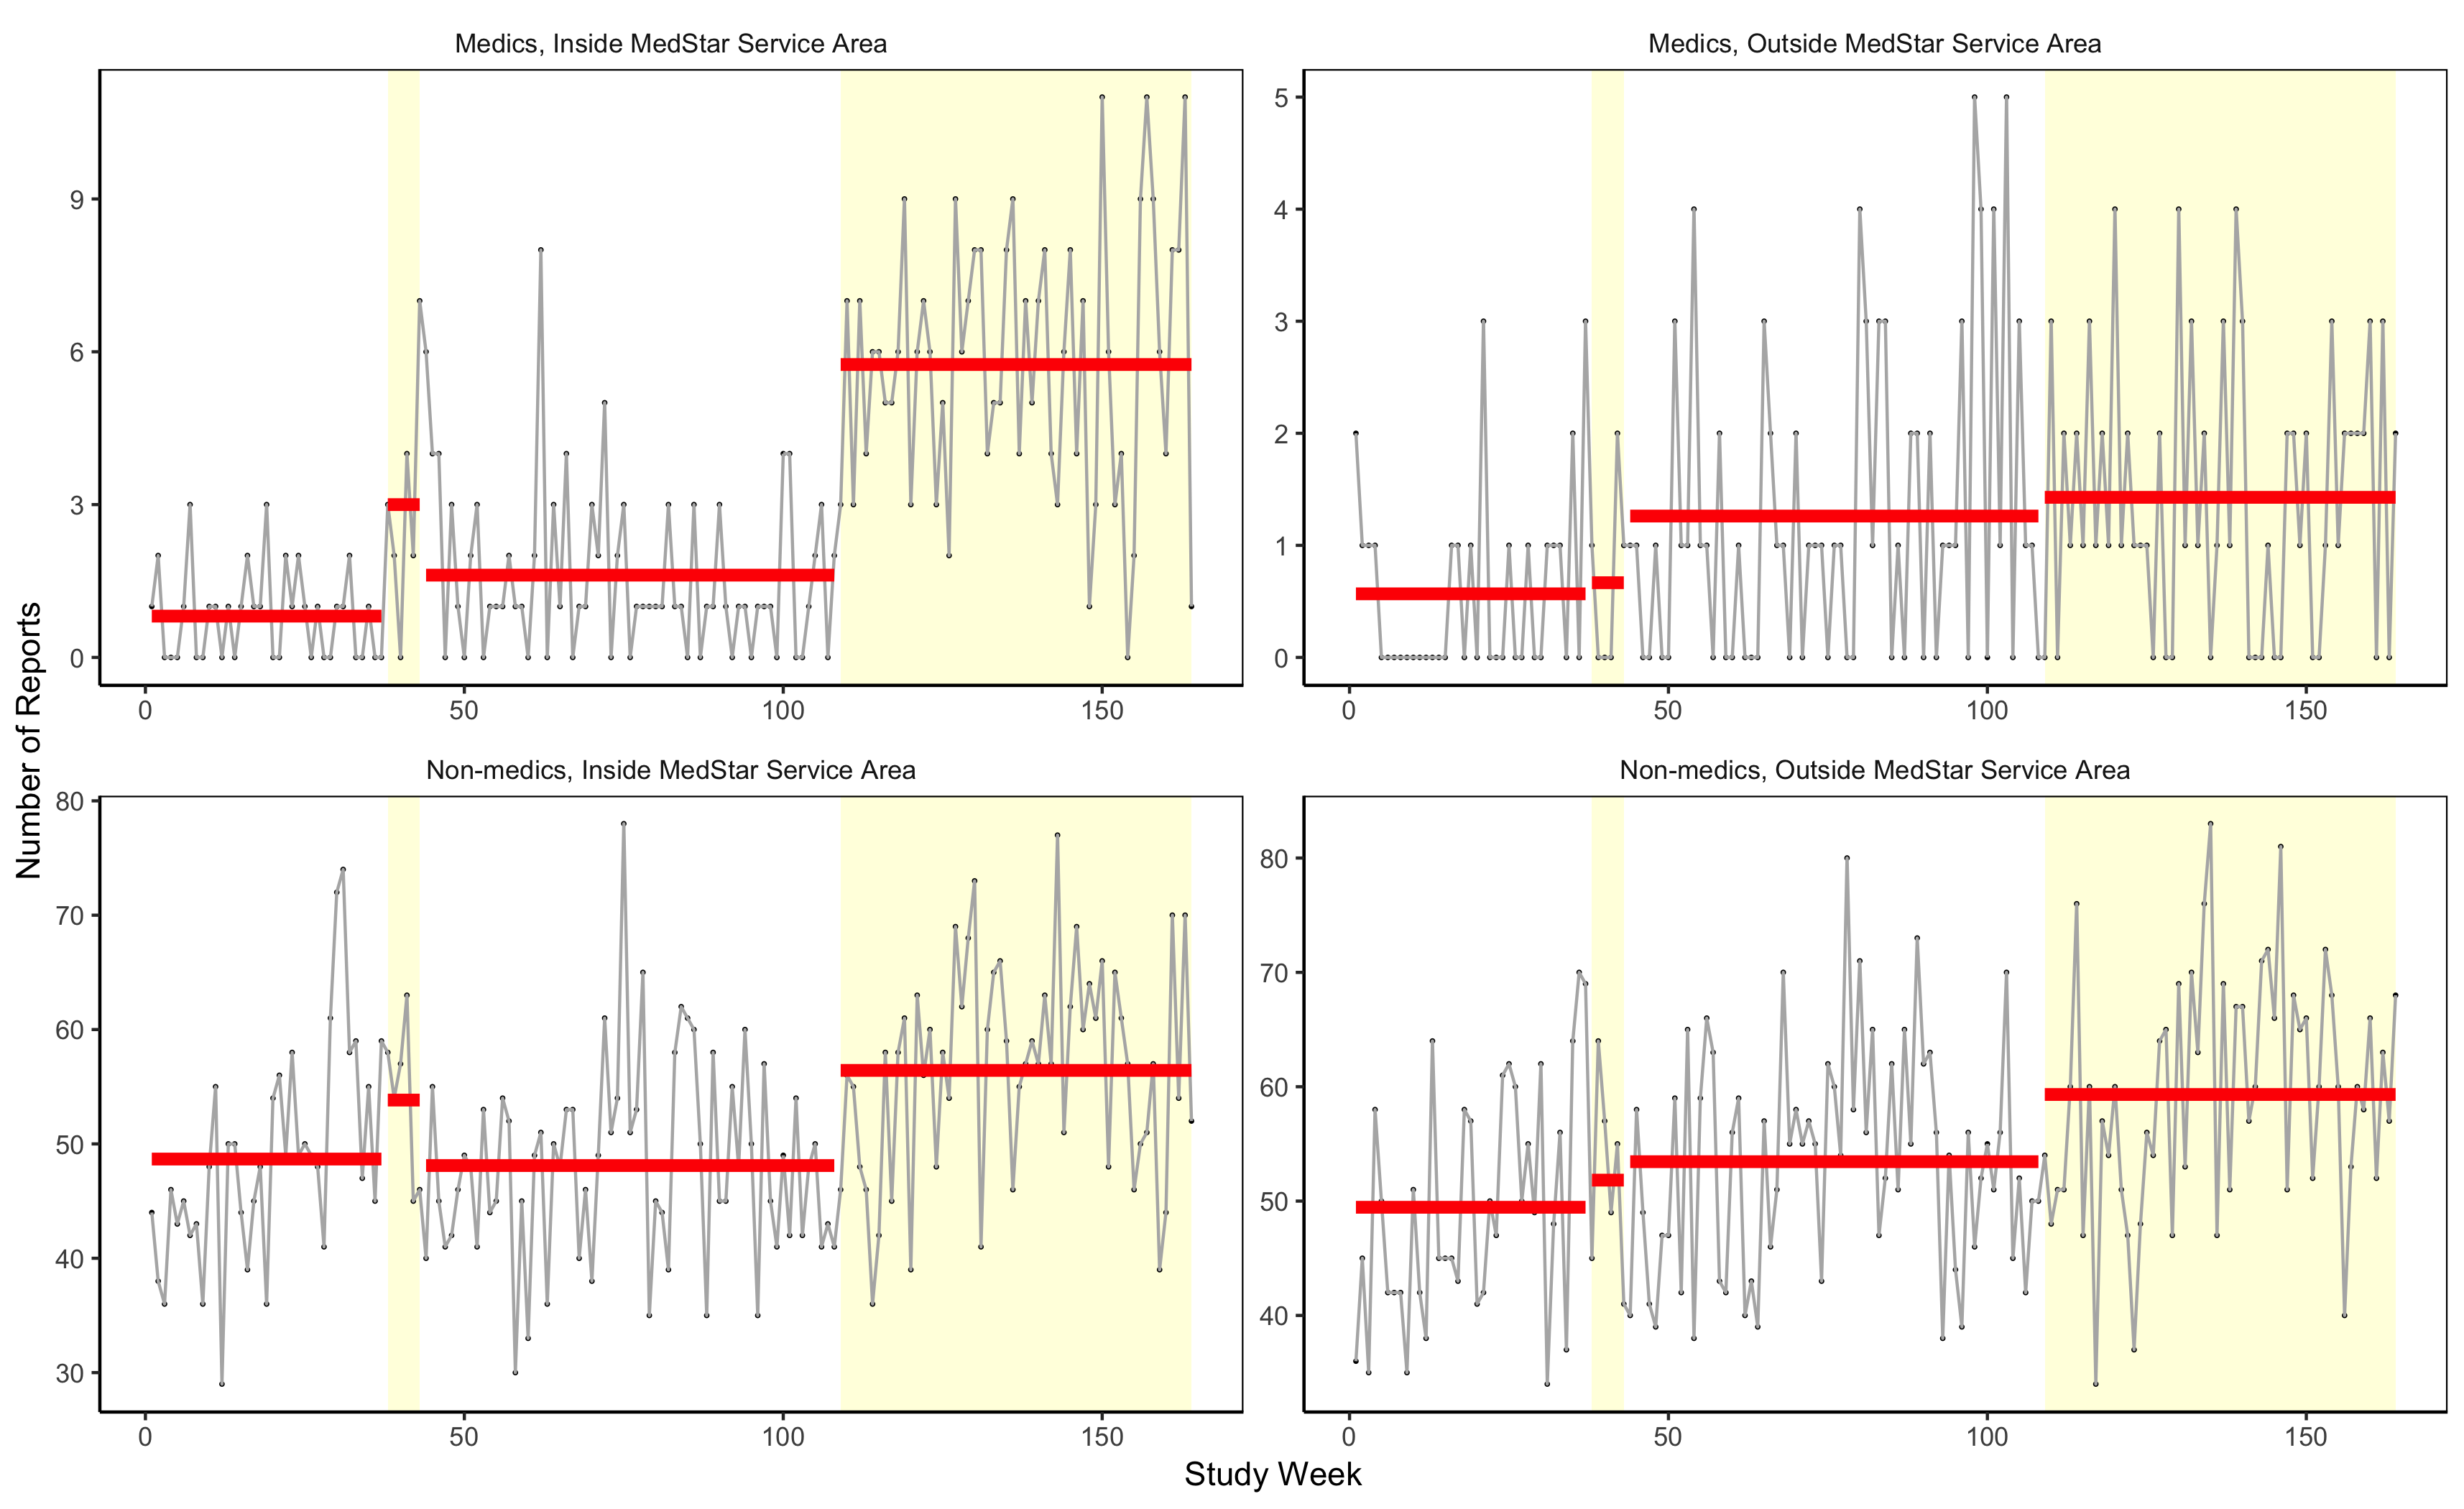 Medics, Inside MedStar Service Area
Medics, Outside MedStar Service Area
9
6
3
0
0 50 100 150
5
4
3
2
1
0
0 50 100 150
Number of Reports
Non-medics, Inside MedStar Service Area
Non-medics, Outside MedStar Service Area
80
70
60
50
40
30
0 50 100 150
80
70
60
50
40
0 50 100 150
Study Week